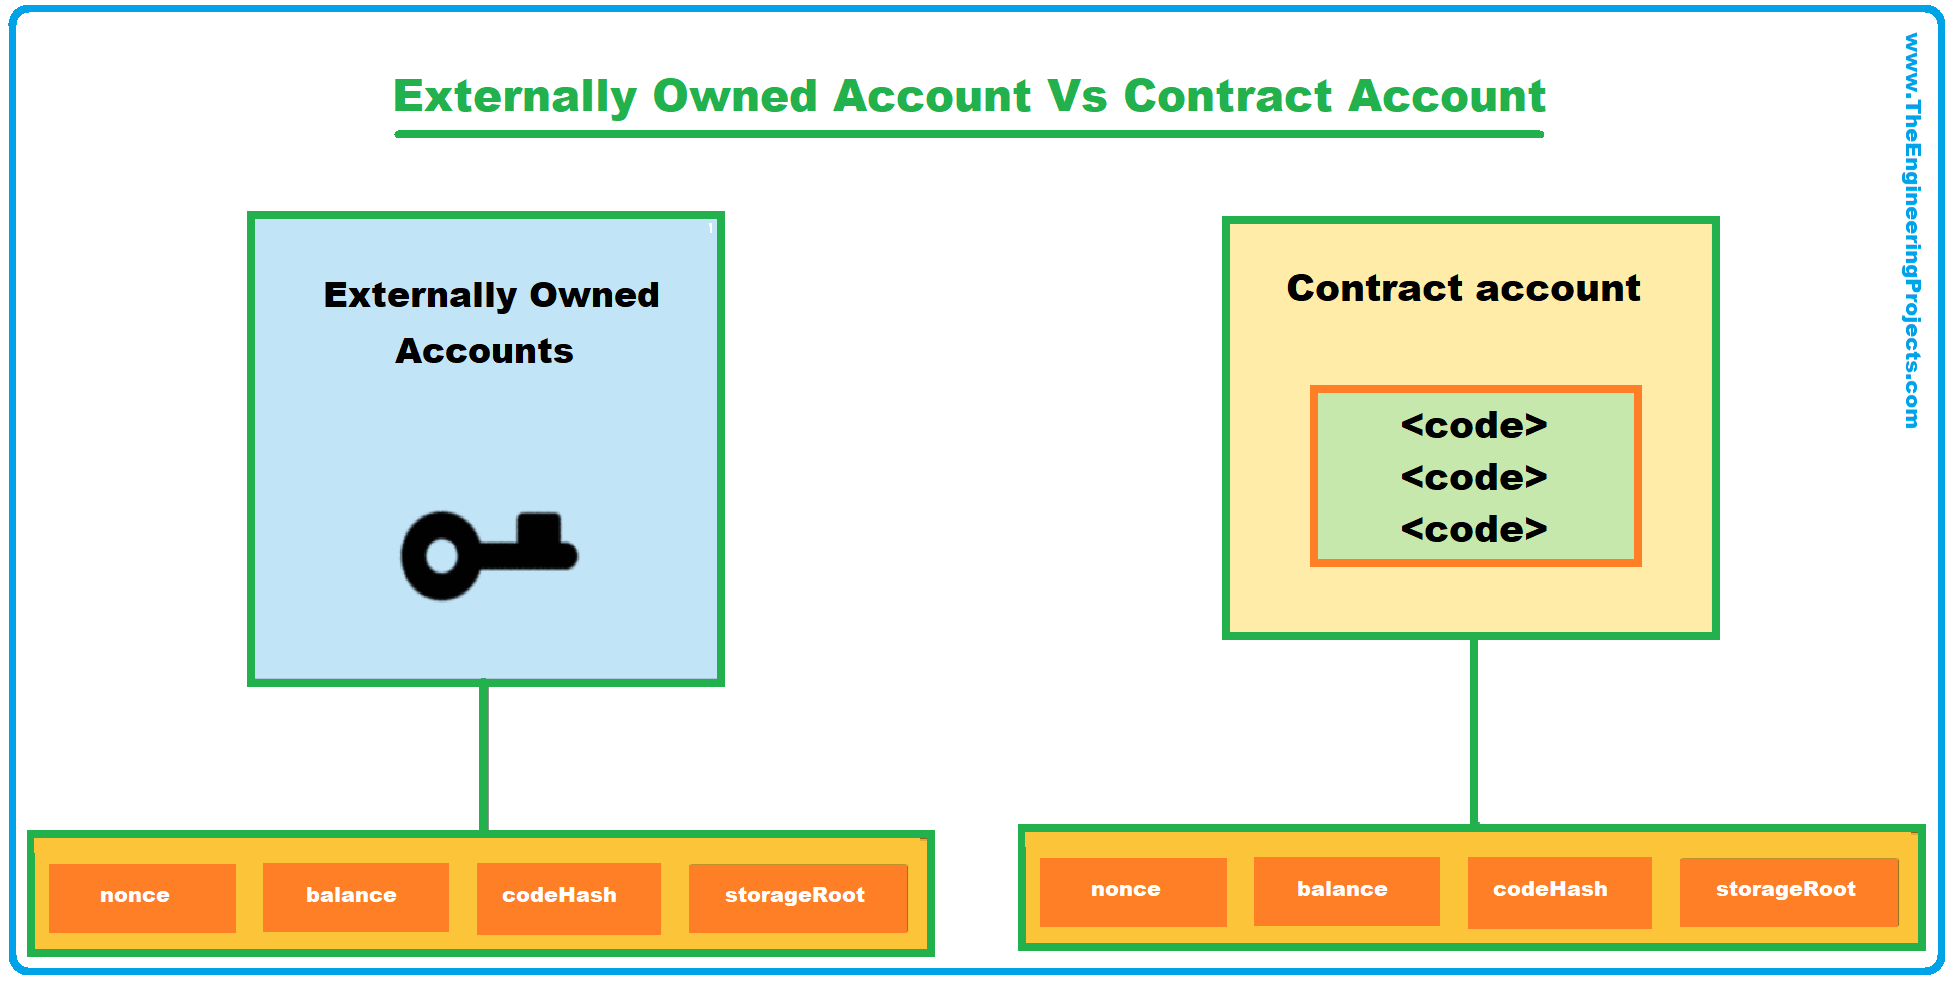 Externally Owned Account Vs Contract Account
www.TheEngineeringProjects.com
1
Externally Owned
Accounts
Contract account
<code>
<code>
<code>
nonce
balance
codeHash
storageRoot
nonce
balance
codeHash
storageRoot